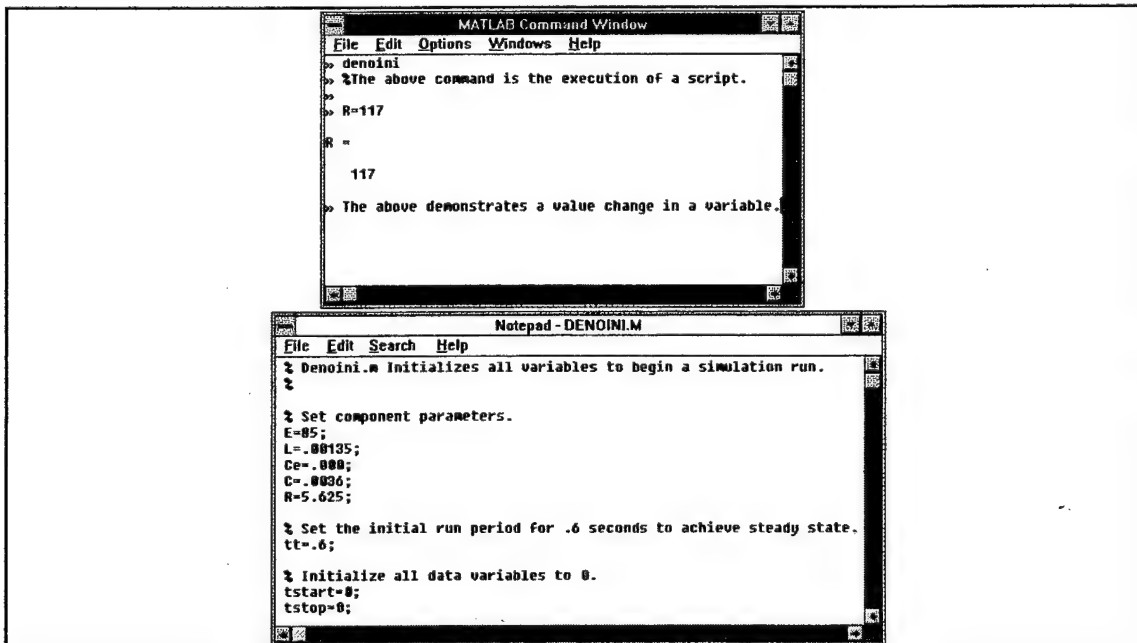 MATLAB Command Window
File Edit Options Windows Help
» denoini
» %The above command is the execution of a script.
»
» R=117
R =
117
» The above demonstrates a value change in a variable.
Notepad - DENOINI.M
File Edit Search Help
% Denoini.m Initializes all variables to begin a simulation run.
%
% Set component parameters.
E=85;
L=.00135;
Ce=.000;
C=.0036;
R=5.625;
% Set the initial run period for .6 seconds to achieve steady state.
tt=.6;
% Initialize all data variables to 0.
tstart=0;
tstop=0;